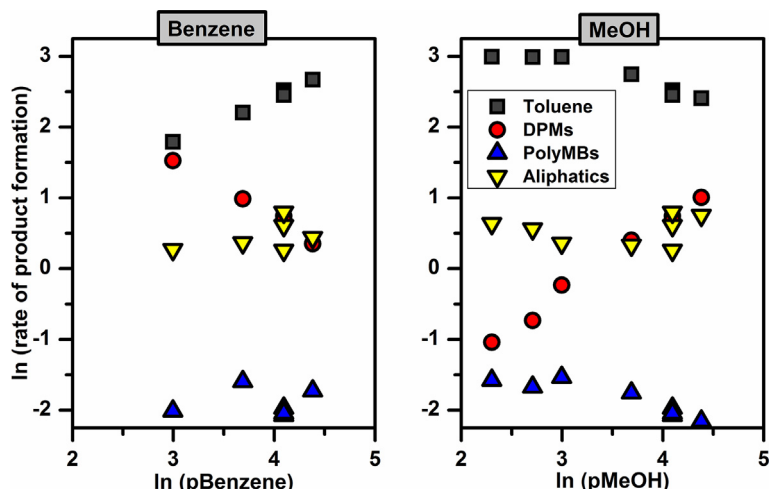 Benzene
MeOH
ln (rate of product formation)
3
2
1
0
-1
-2
2
3
4
5
ln (pBenzene)
3
2
1
0
-1
-2
Toluene
DPMs
PolyMBs
Aliphatics
2
3
4
5
ln (pMeOH)